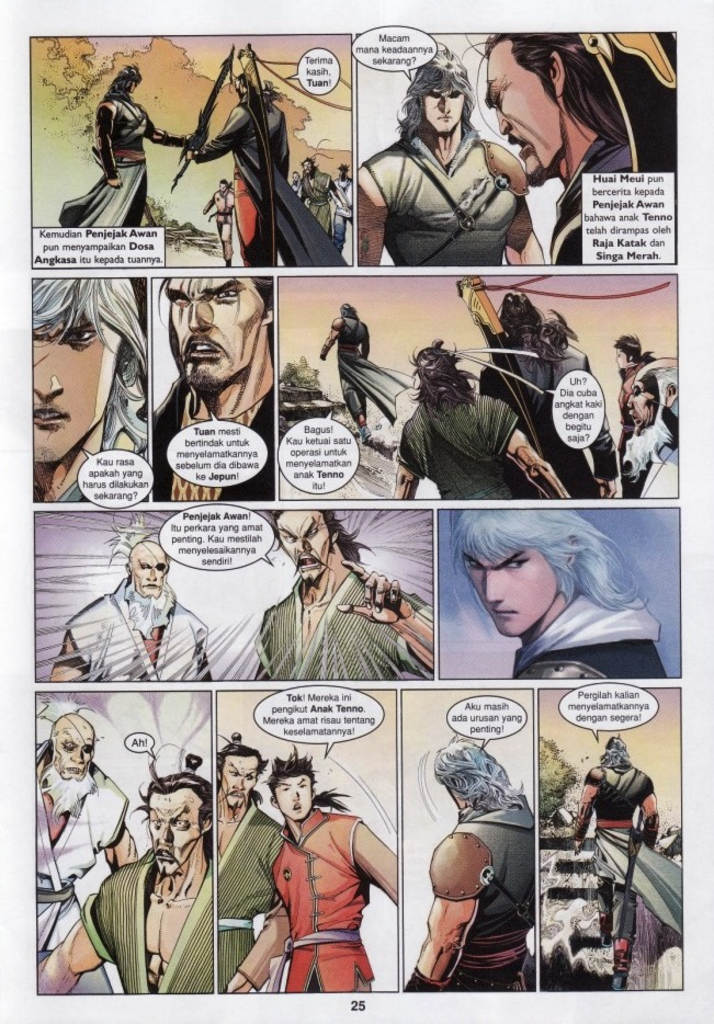 Terima
kasih,
Tuan!
Kemudian Penjejak Awan
pun menyampaikan Dosa
Angkasa itu kepada tuannya.
Macam
mana keadaannya
sekarang?
Huai Meui pun
bercerita kepada
Penjejak Awan
bahawa anak Tenno
telah dirampas oleh
Raja Katak dan
Singa Merah.
Kau rasa
apakah yang
harus dilakukan
sekarang?
Tuan mesti
bertindak untuk
menyelamatkannya
sebelum dia dibawa
ke Jepun!
Bagus!
Kau ketuai satu
operasi untuk
menyelamatkan
anak Tenno
itu!
Uh?
Dia cuba
angkat kaki
dengan
begitu
saja?
Penjejak Awan!
Itu perkara yang amat
penting. Kau mestilah
menyelesaikannya
sendiri!
Ah!
Tok! Mereka ini
pengikut Anak Tenno.
Mereka amat risau tentang
keselamatannya!
Aku masih
ada urusan yang
penting!
Pergilah kalian
menyelamatkannya
dengan segera!
25